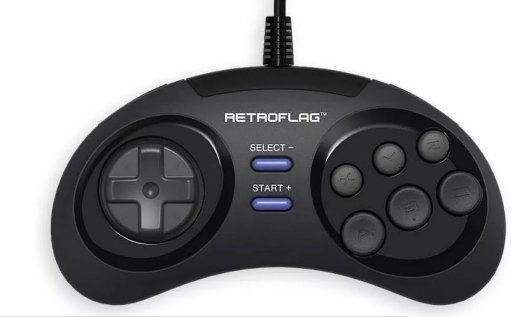 RETROFLAG™
SELECT −
START +
X
Y
Z
A
B
C